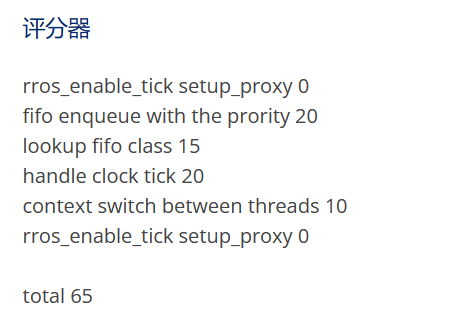 评分器
rros_enable_tick setup_proxy 0
fifo enqueue with the prority 20
lookup fifo class 15
handle clock tick 20
context switch between threads 10
rros_enable_tick setup_proxy 0
total 65